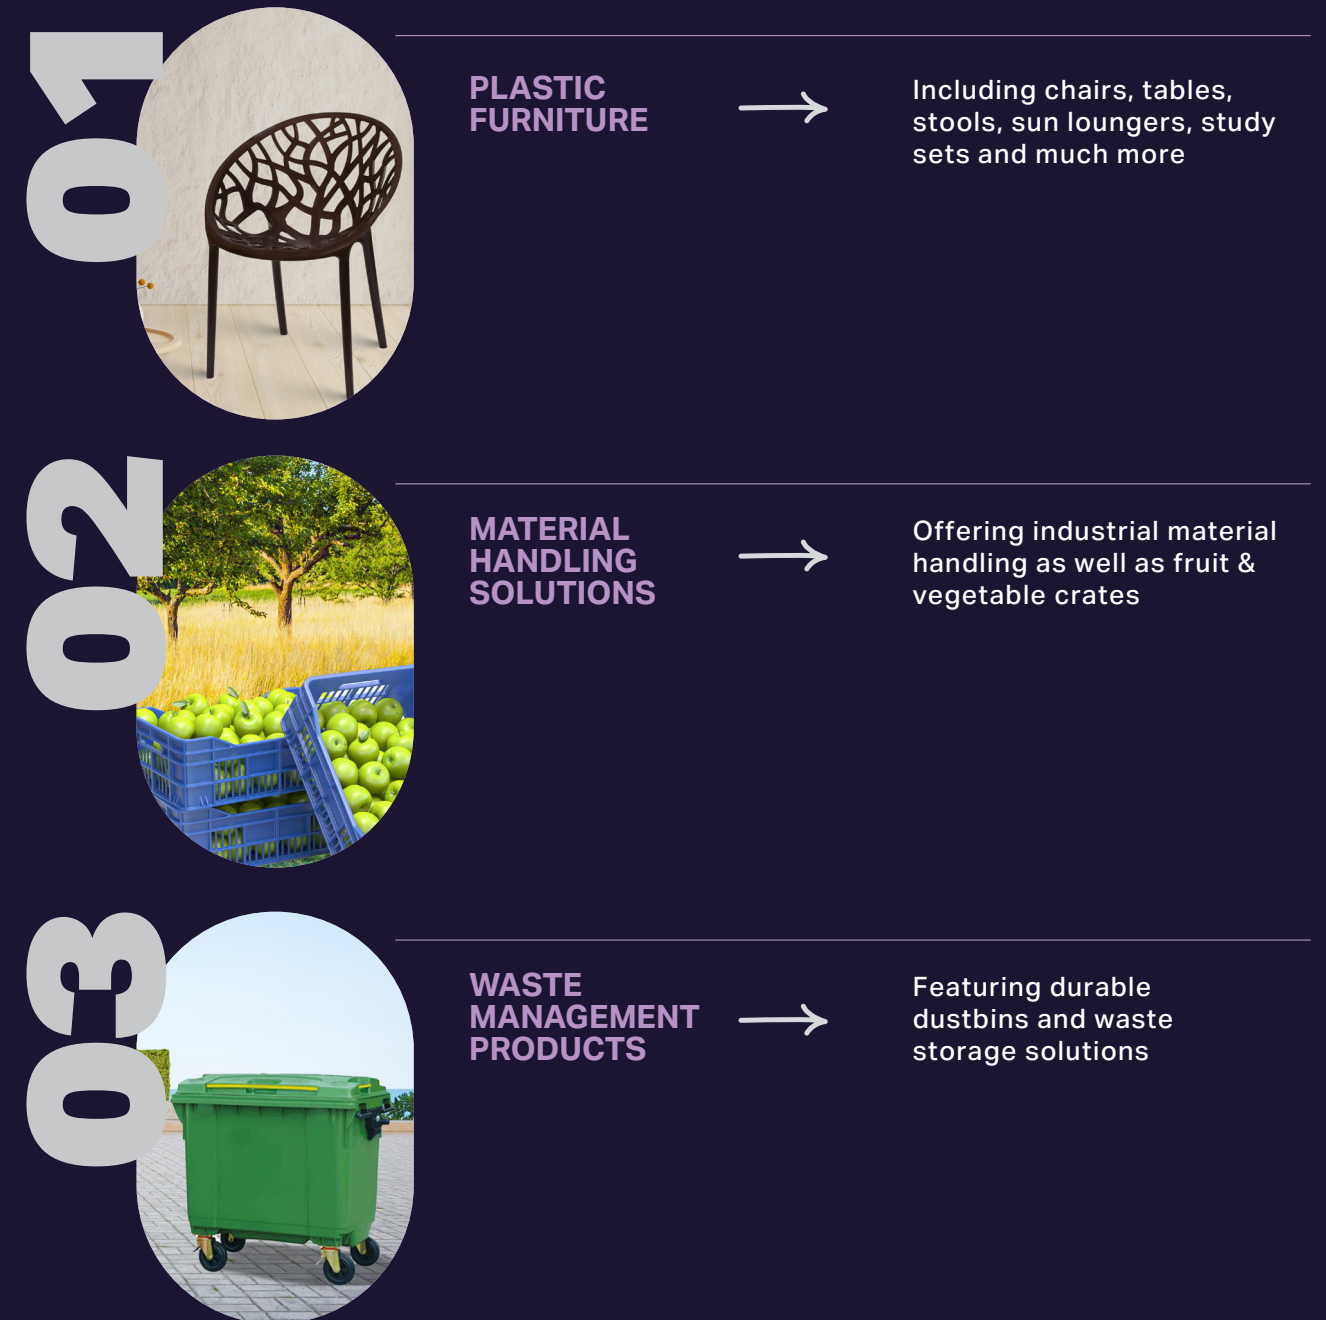 01
PLASTIC
FURNITURE
Including chairs, tables,
stools, sun loungers, study
sets and much more
02
MATERIAL
HANDLING
SOLUTIONS
Offering industrial material
handling as well as fruit &
vegetable crates
03
WASTE
MANAGEMENT
PRODUCTS
Featuring durable
dustbins and waste
storage solutions